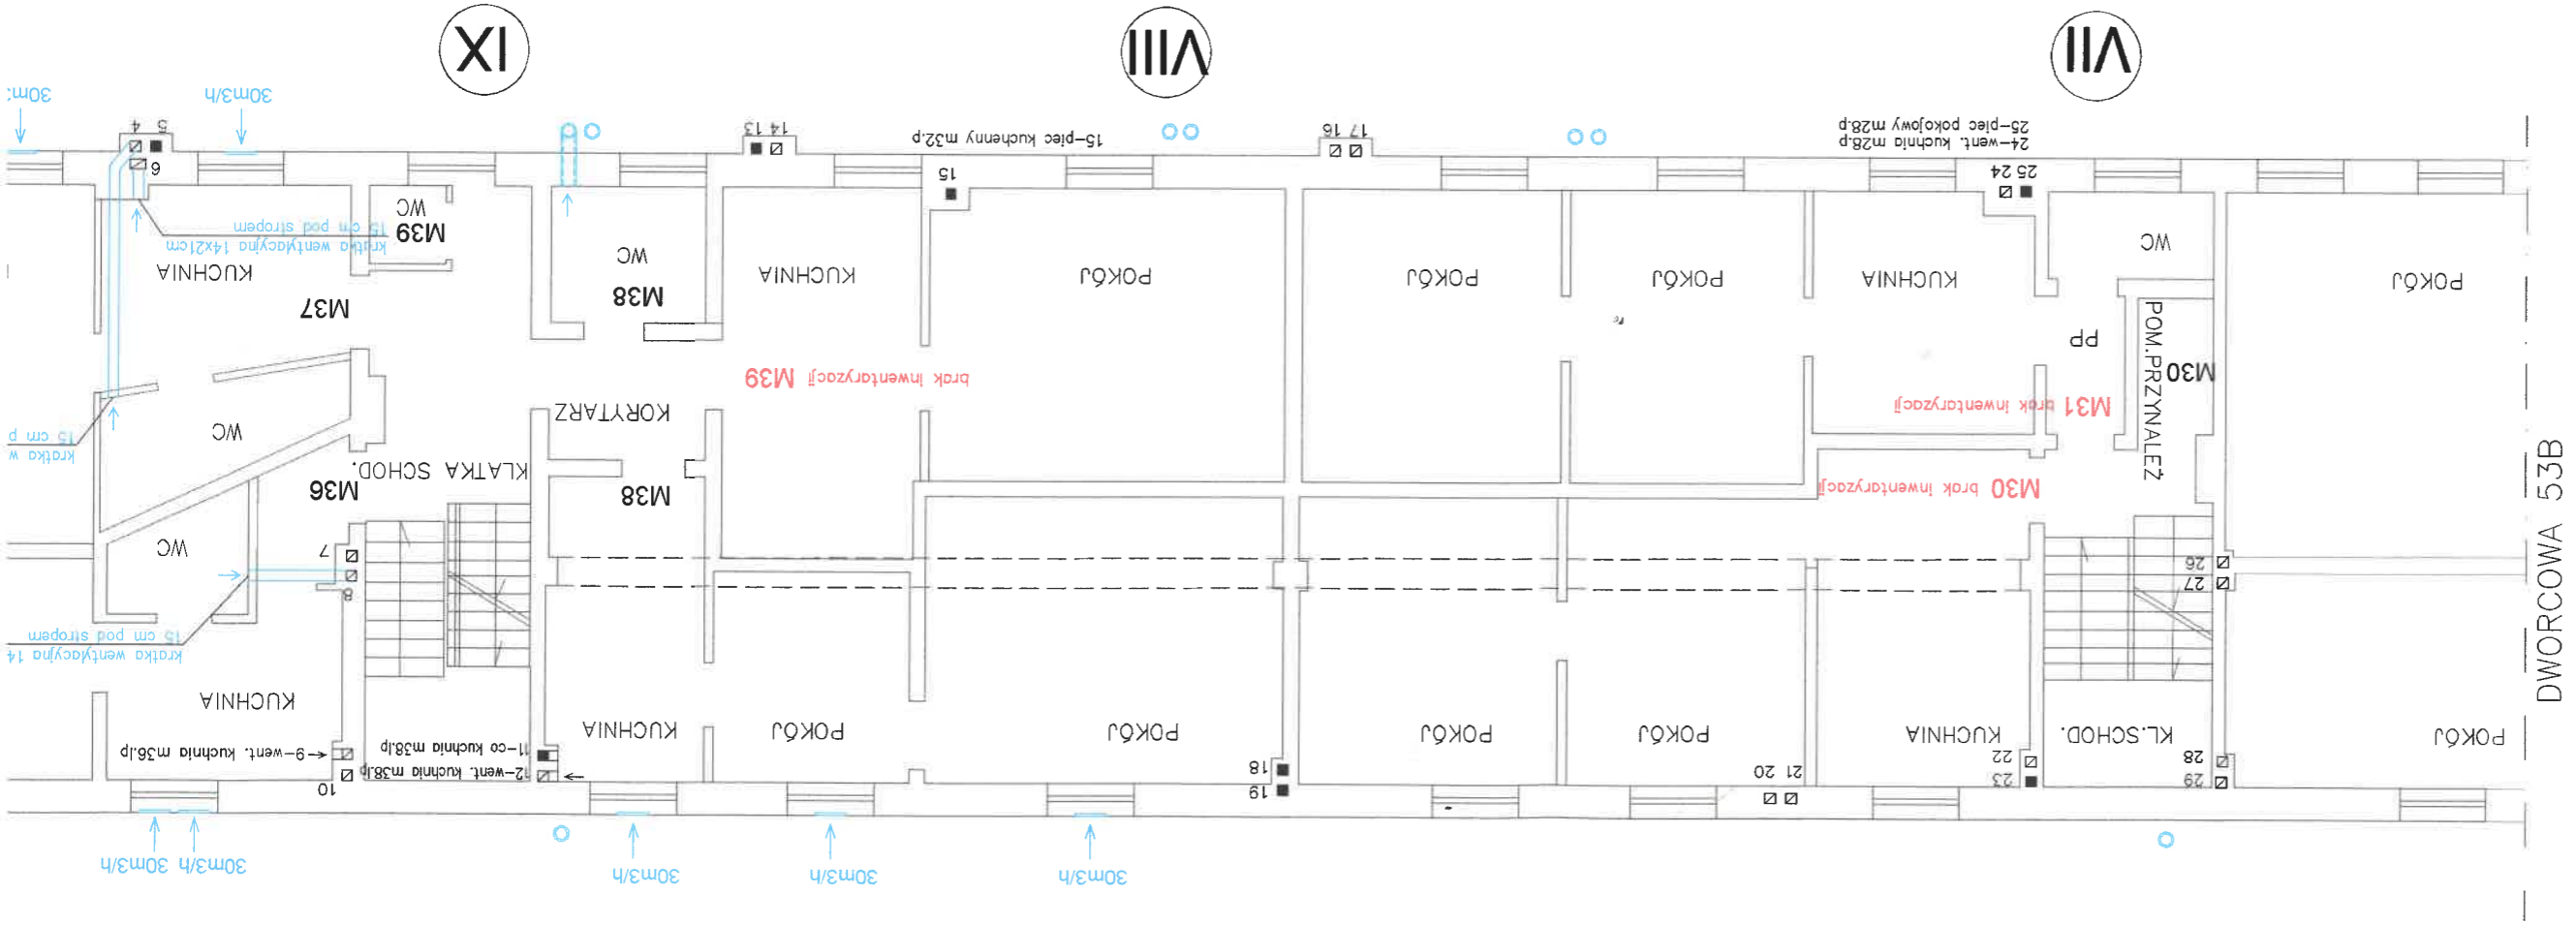 30m3/h
30m3/h
30m3/h
30m3/h 30m3/h
DWORCOWA 53B
29
28
23
22
21 20
19
18
12-went. kuchnia m38.Ip
11-co kuchnia m38.Ip
10
9-went. kuchnia m36.Ip
POKÓJ
KL.SCHOD.
KUCHNIA
POKÓJ
POKÓJ
POKÓJ
POKÓJ
KUCHNIA
KUCHNIA
kratka wentylacyjna 14
15 cm pod stropem
27
26
8
7
WC
M30 brak inwentaryzacji
M38
M36
KLATKA SCHOD.
KORYTARZ
WC
kratka w
15 cm p
M31 brak inwentaryzacji
M30
POM.PRZYNALEŻ
PP
brak inwentaryzacji M39
M37
M38
POKÓJ
WC
KUCHNIA
POKÓJ
POKÓJ
POKÓJ
KUCHNIA
WC
KUCHNIA
M39
WC
kratka wentylacyjna 14x21cm
15 cm pod stropem
25 24
15
6
24-went. kuchnia m28.p
25-piec pokojowy m28.p
17 16
15-piec kuchenny m32.p
14 13
5 4
30m3/h
30m3
VII
VIII
IX